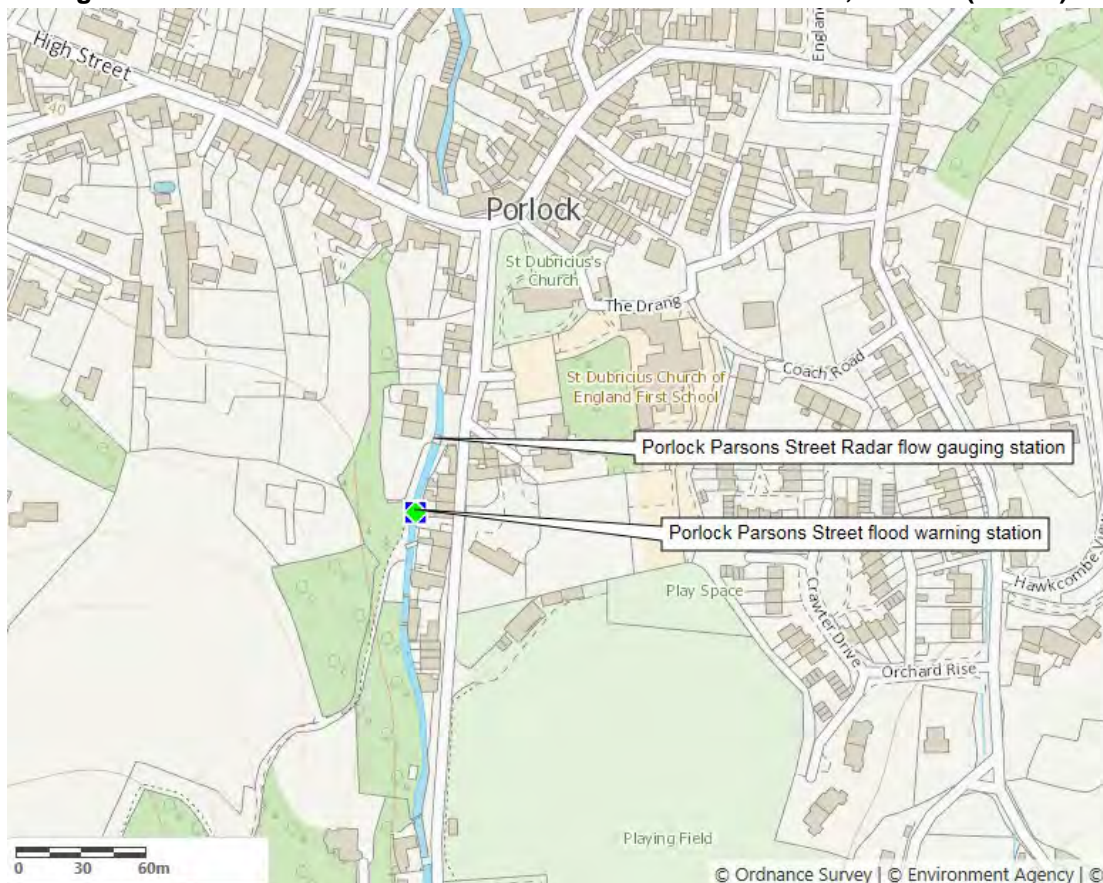 High Street
40
England
Porlock
St Dubricius's
Church
The Drang
Coach Road
St Dubricius Church of
England First School
Porlock Parsons Street Radar flow gauging station
Porlock Parsons Street flood warning station
Play Space
Hawkcombe View
Crawter Drive
Orchard Rise
Playing Field
0 30 60m
© Ordnance Survey | © Environment Agency | ©